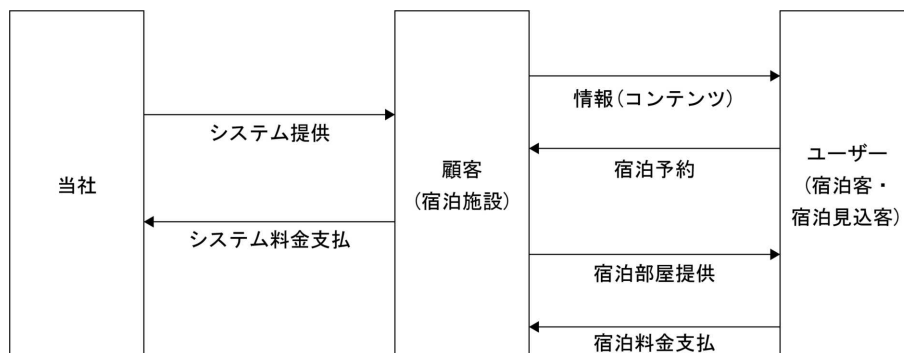 当社
システム提供
システム料金支払
顧客
(宿泊施設)
情報(コンテンツ)
宿泊予約
宿泊部屋提供
宿泊料金支払
ユーザー
(宿泊客・
宿泊見込客)